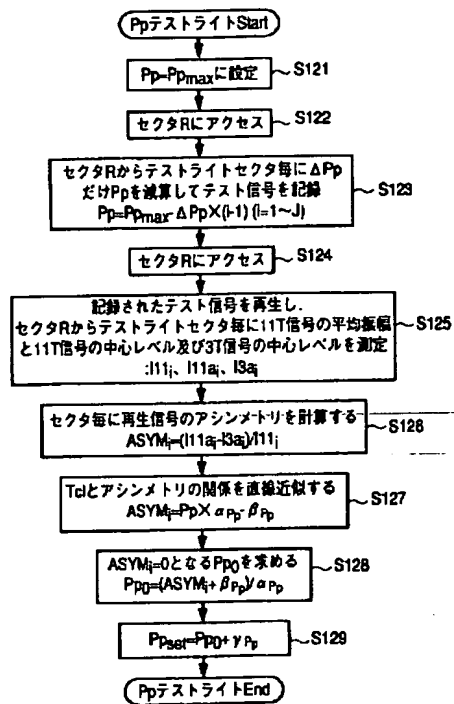 PpテストライトStart
Pp=Ppmaxに設定
S121
セクタRにアクセス
S122
セクタRからテストライトセクタ毎にΔPp
だけPpを減算してテスト信号を記録
Pp=Ppmax-ΔPp×(i-1) (i=1~J)
S123
セクタRにアクセス
S124
記録されたテスト信号を再生し、
セクタRからテストライトセクタ毎に11T信号の平均振幅
と11T信号の中心レベル及び3T信号の中心レベルを測定
:I11i、I11ai、I3ai
S125
セクタ毎に再生信号のアシンメトリを計算する
ASYMi=(I11ai-I3ai)/I11i
S126
Tclとアシンメトリの関係を直線近似する
ASYMi=Pp×αPp-βPp
S127
ASYMi=0となるPp0を求める
Pp0=(ASYMi+βPp)/αPp
S128
Ppset=Pp0+γPp
S129
PpテストライトEnd